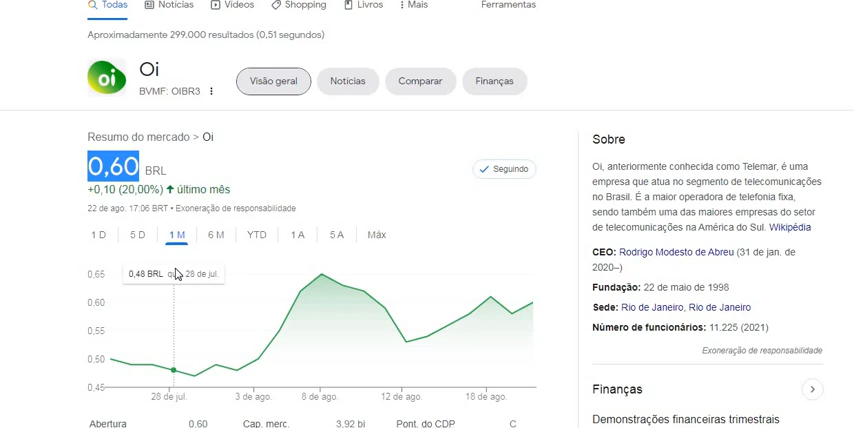 Todas Notícias Vídeos Shopping Livros Mais Ferramentas
Aproximadamente 299.000 resultados (0,51 segundos)
oi
Oi
BVMF: OIBR3
Visão geral Notícias Comparar Finanças
Resumo do mercado > Oi
0,60 BRL
Seguindo
+0,10 (20,00%) último mês
22 de ago. 17:06 BRT • Exoneração de responsabilidade
1 D 5 D 1 M 6 M YTD 1 A 5 A Máx
0,48 BRL 28 de jul.
0,65
0,60
0,55
0,50
0,45
28 de jul. 3 de ago. 8 de ago. 12 de ago. 18 de ago.
Abertura 0,60 Cap. merc. 3,92 bi Pont. do CDP C
Sobre
Oi, anteriormente conhecida como Telemar, é uma
empresa que atua no segmento de telecomunicações
no Brasil. É a maior operadora de telefonia fixa,
sendo também uma das maiores empresas do setor
de telecomunicações na América do Sul. Wikipédia
CEO: Rodrigo Modesto de Abreu (31 de jan. de
2020–)
Fundação: 22 de maio de 1998
Sede: Rio de Janeiro, Rio de Janeiro
Número de funcionários: 11.225 (2021)
Exoneração de responsabilidade
Finanças
Demonstrações financeiras trimestrais